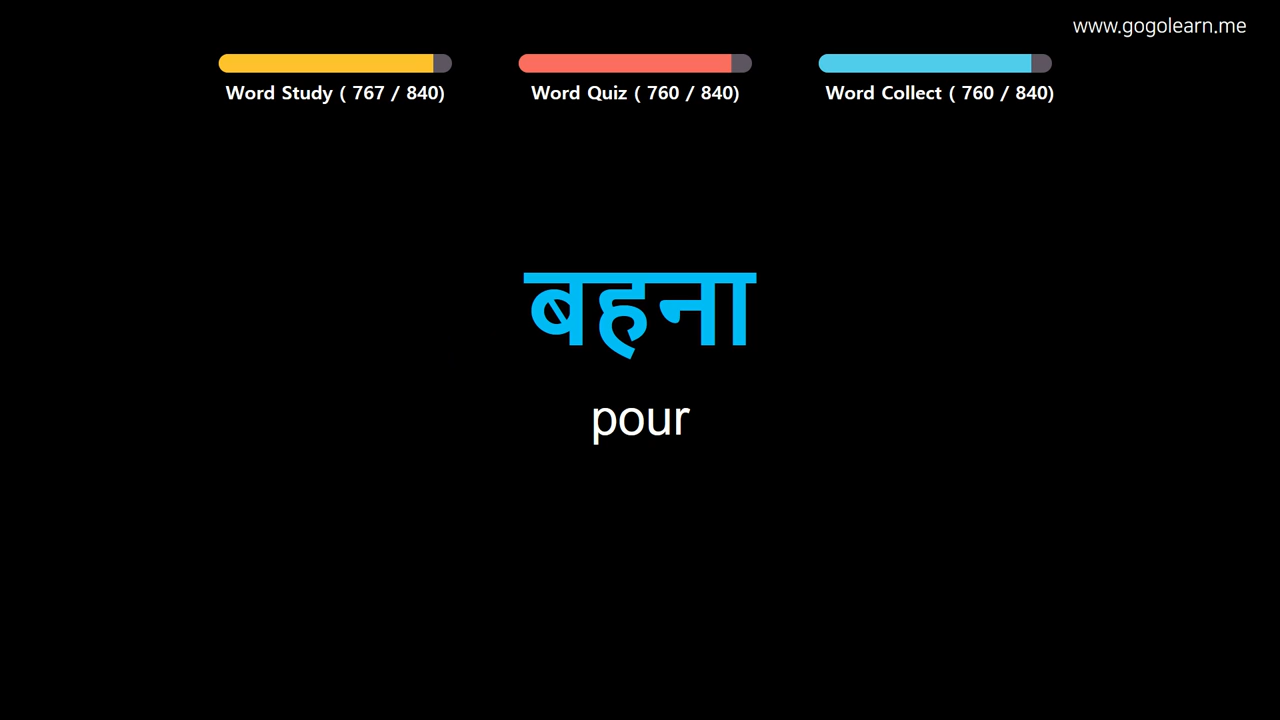 www.gogolearn.me
Word Study ( 767 / 840)
Word Quiz ( 760 / 840)
Word Collect ( 760 / 840)
बहना
pour